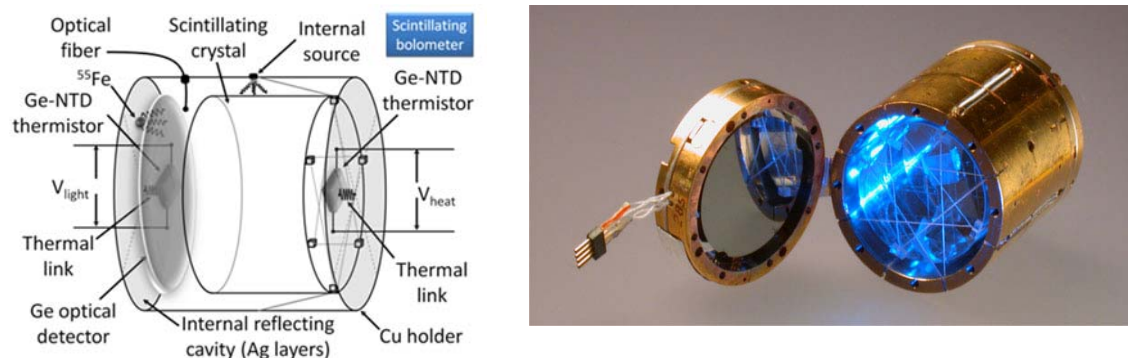 Optical
fiber
Scintillating
crystal
Internal
source
Scintillating
bolometer
55Fe
Ge-NTD
thermistor
Ge-NTD
thermistor
Vlight
Vheat
Thermal
link
Thermal
link
Ge optical
detector
Internal reflecting
cavity (Ag layers)
Cu holder